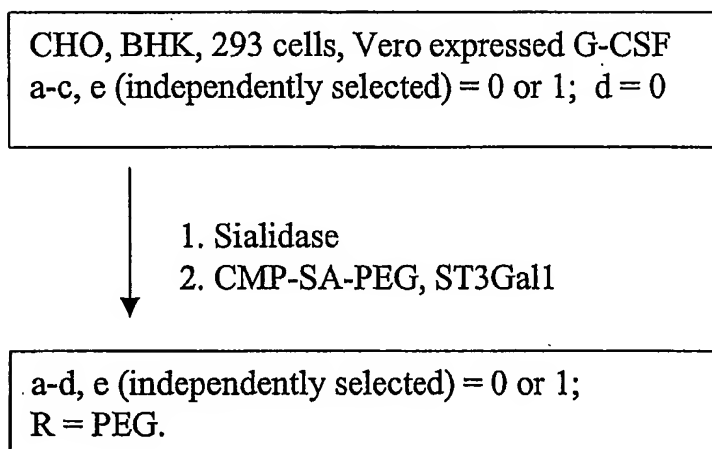 CHO, BHK, 293 cells, Vero expressed G-CSF
a-c, e (independently selected) = 0 or 1; d = 0
1. Sialidase
2. CMP-SA-PEG, ST3Gal1
a-d, e (independently selected) = 0 or 1;
R = PEG.